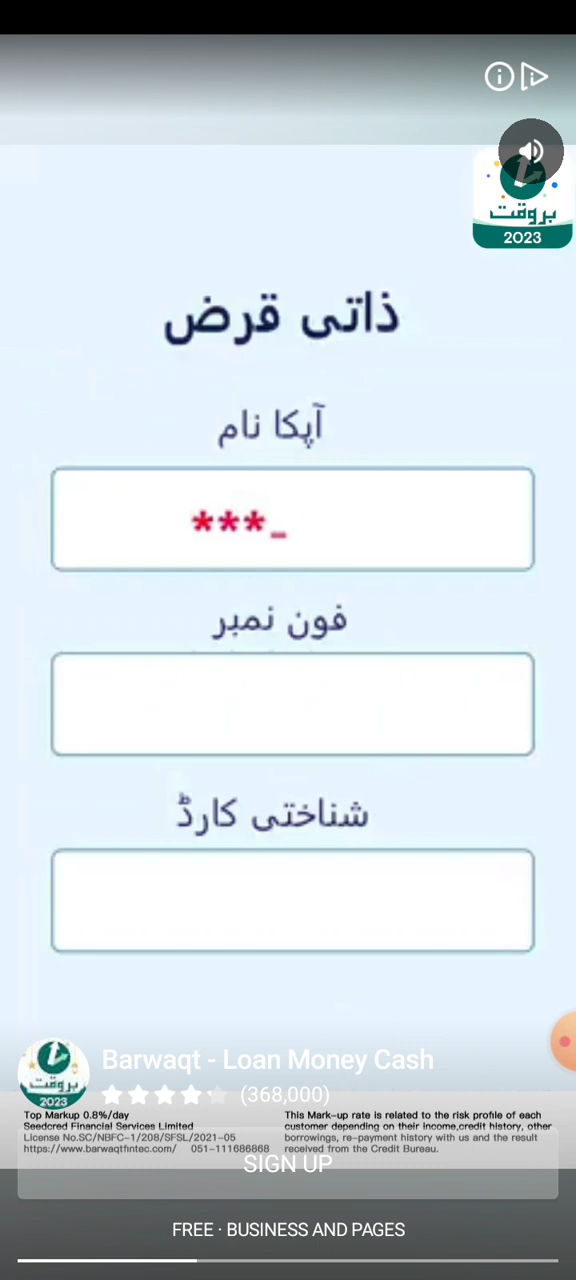 بروقت
2023
ذاتی قرض
آپکا نام
***_
فون نمبر
شناختی کارڈ
بروقت
2023
Barwaqt - Loan Money Cash
(368,000)
Top Markup 0.8%/day
Seedcred Financial Services Limited
License No.SC/NBFC-1/208/SFSL/2021-05
https://www.barwaqtfintec.com/ 051-111686868
This Mark-up rate is related to the risk profile of each
customer depending on their income,credit history, other
borrowings, re-payment history with us and the result
received from the Credit Bureau.
SIGN UP
FREE · BUSINESS AND PAGES